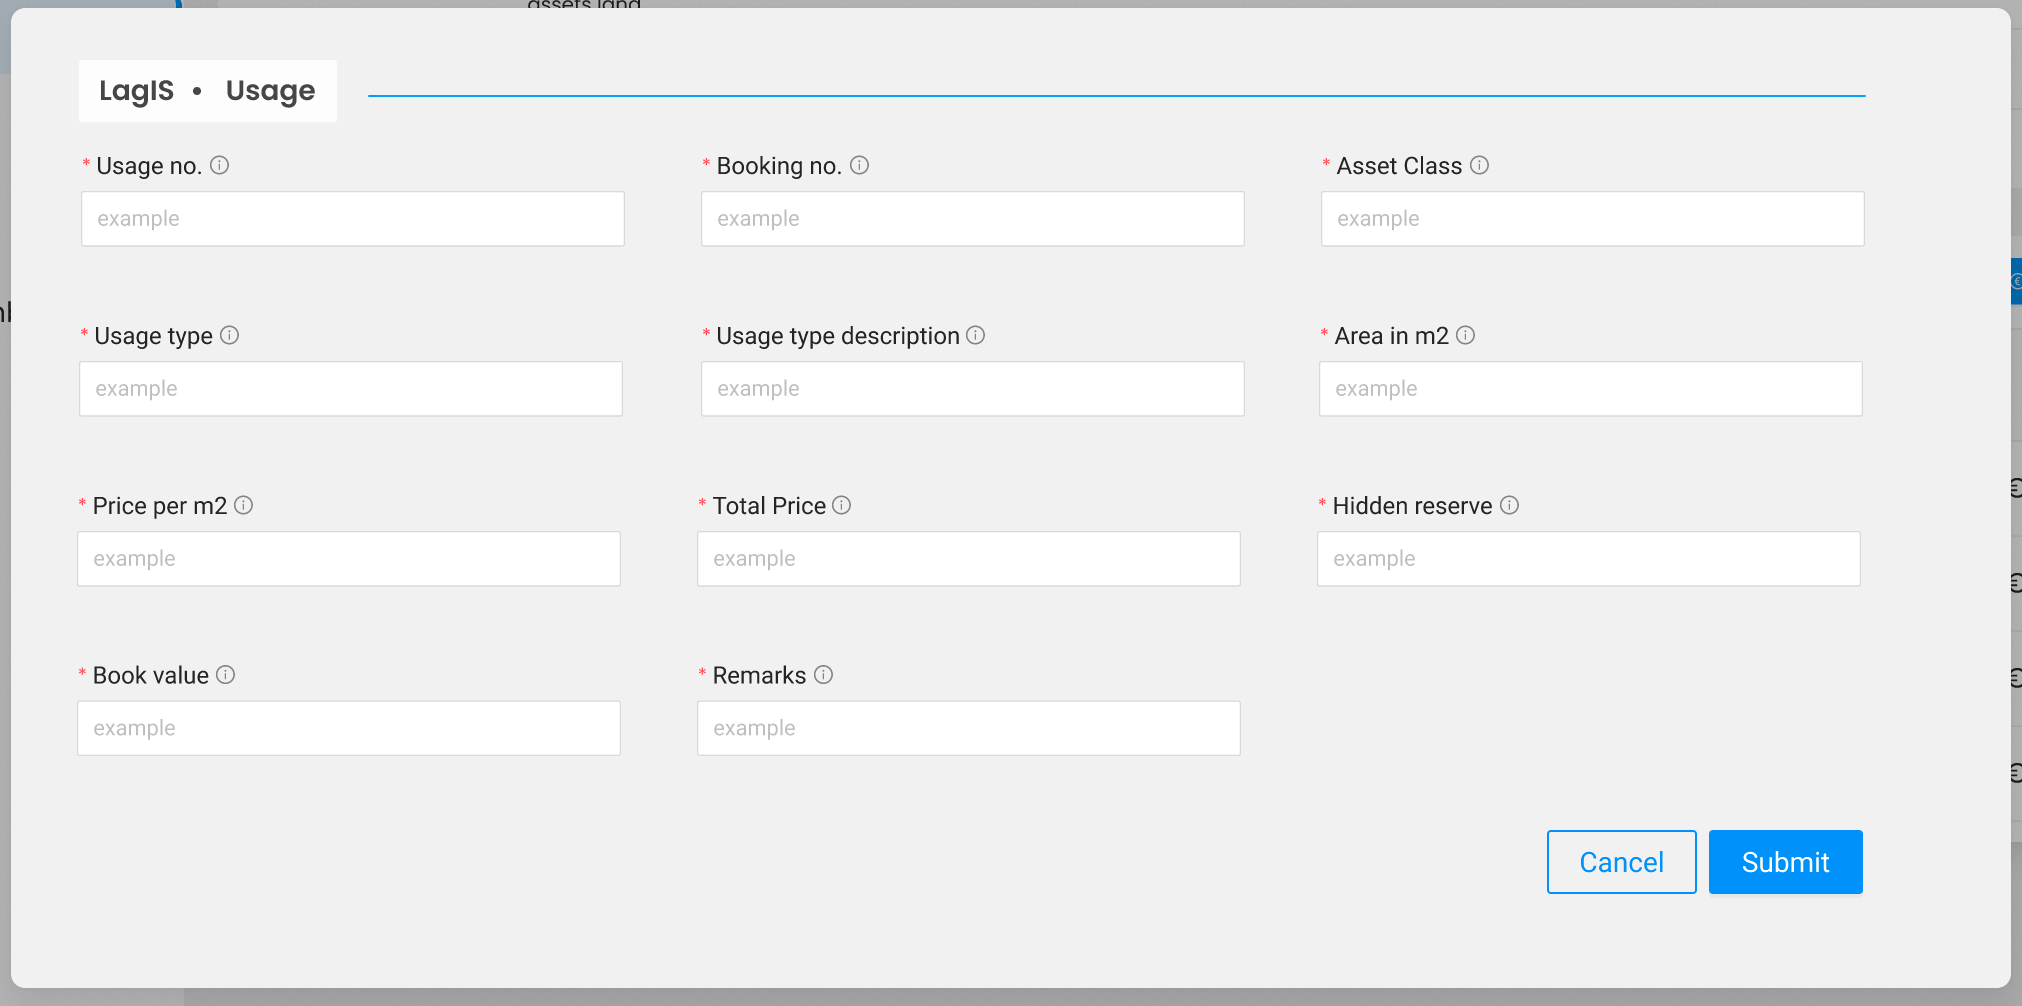 assets land
LagIS • Usage
* Usage no.
* Booking no.
* Asset Class
example
example
example
* Usage type
* Usage type description
* Area in m2
example
example
example
* Price per m2
* Total Price
* Hidden reserve
example
example
example
* Book value
* Remarks
example
example
Cancel
Submit
€
€
€
€